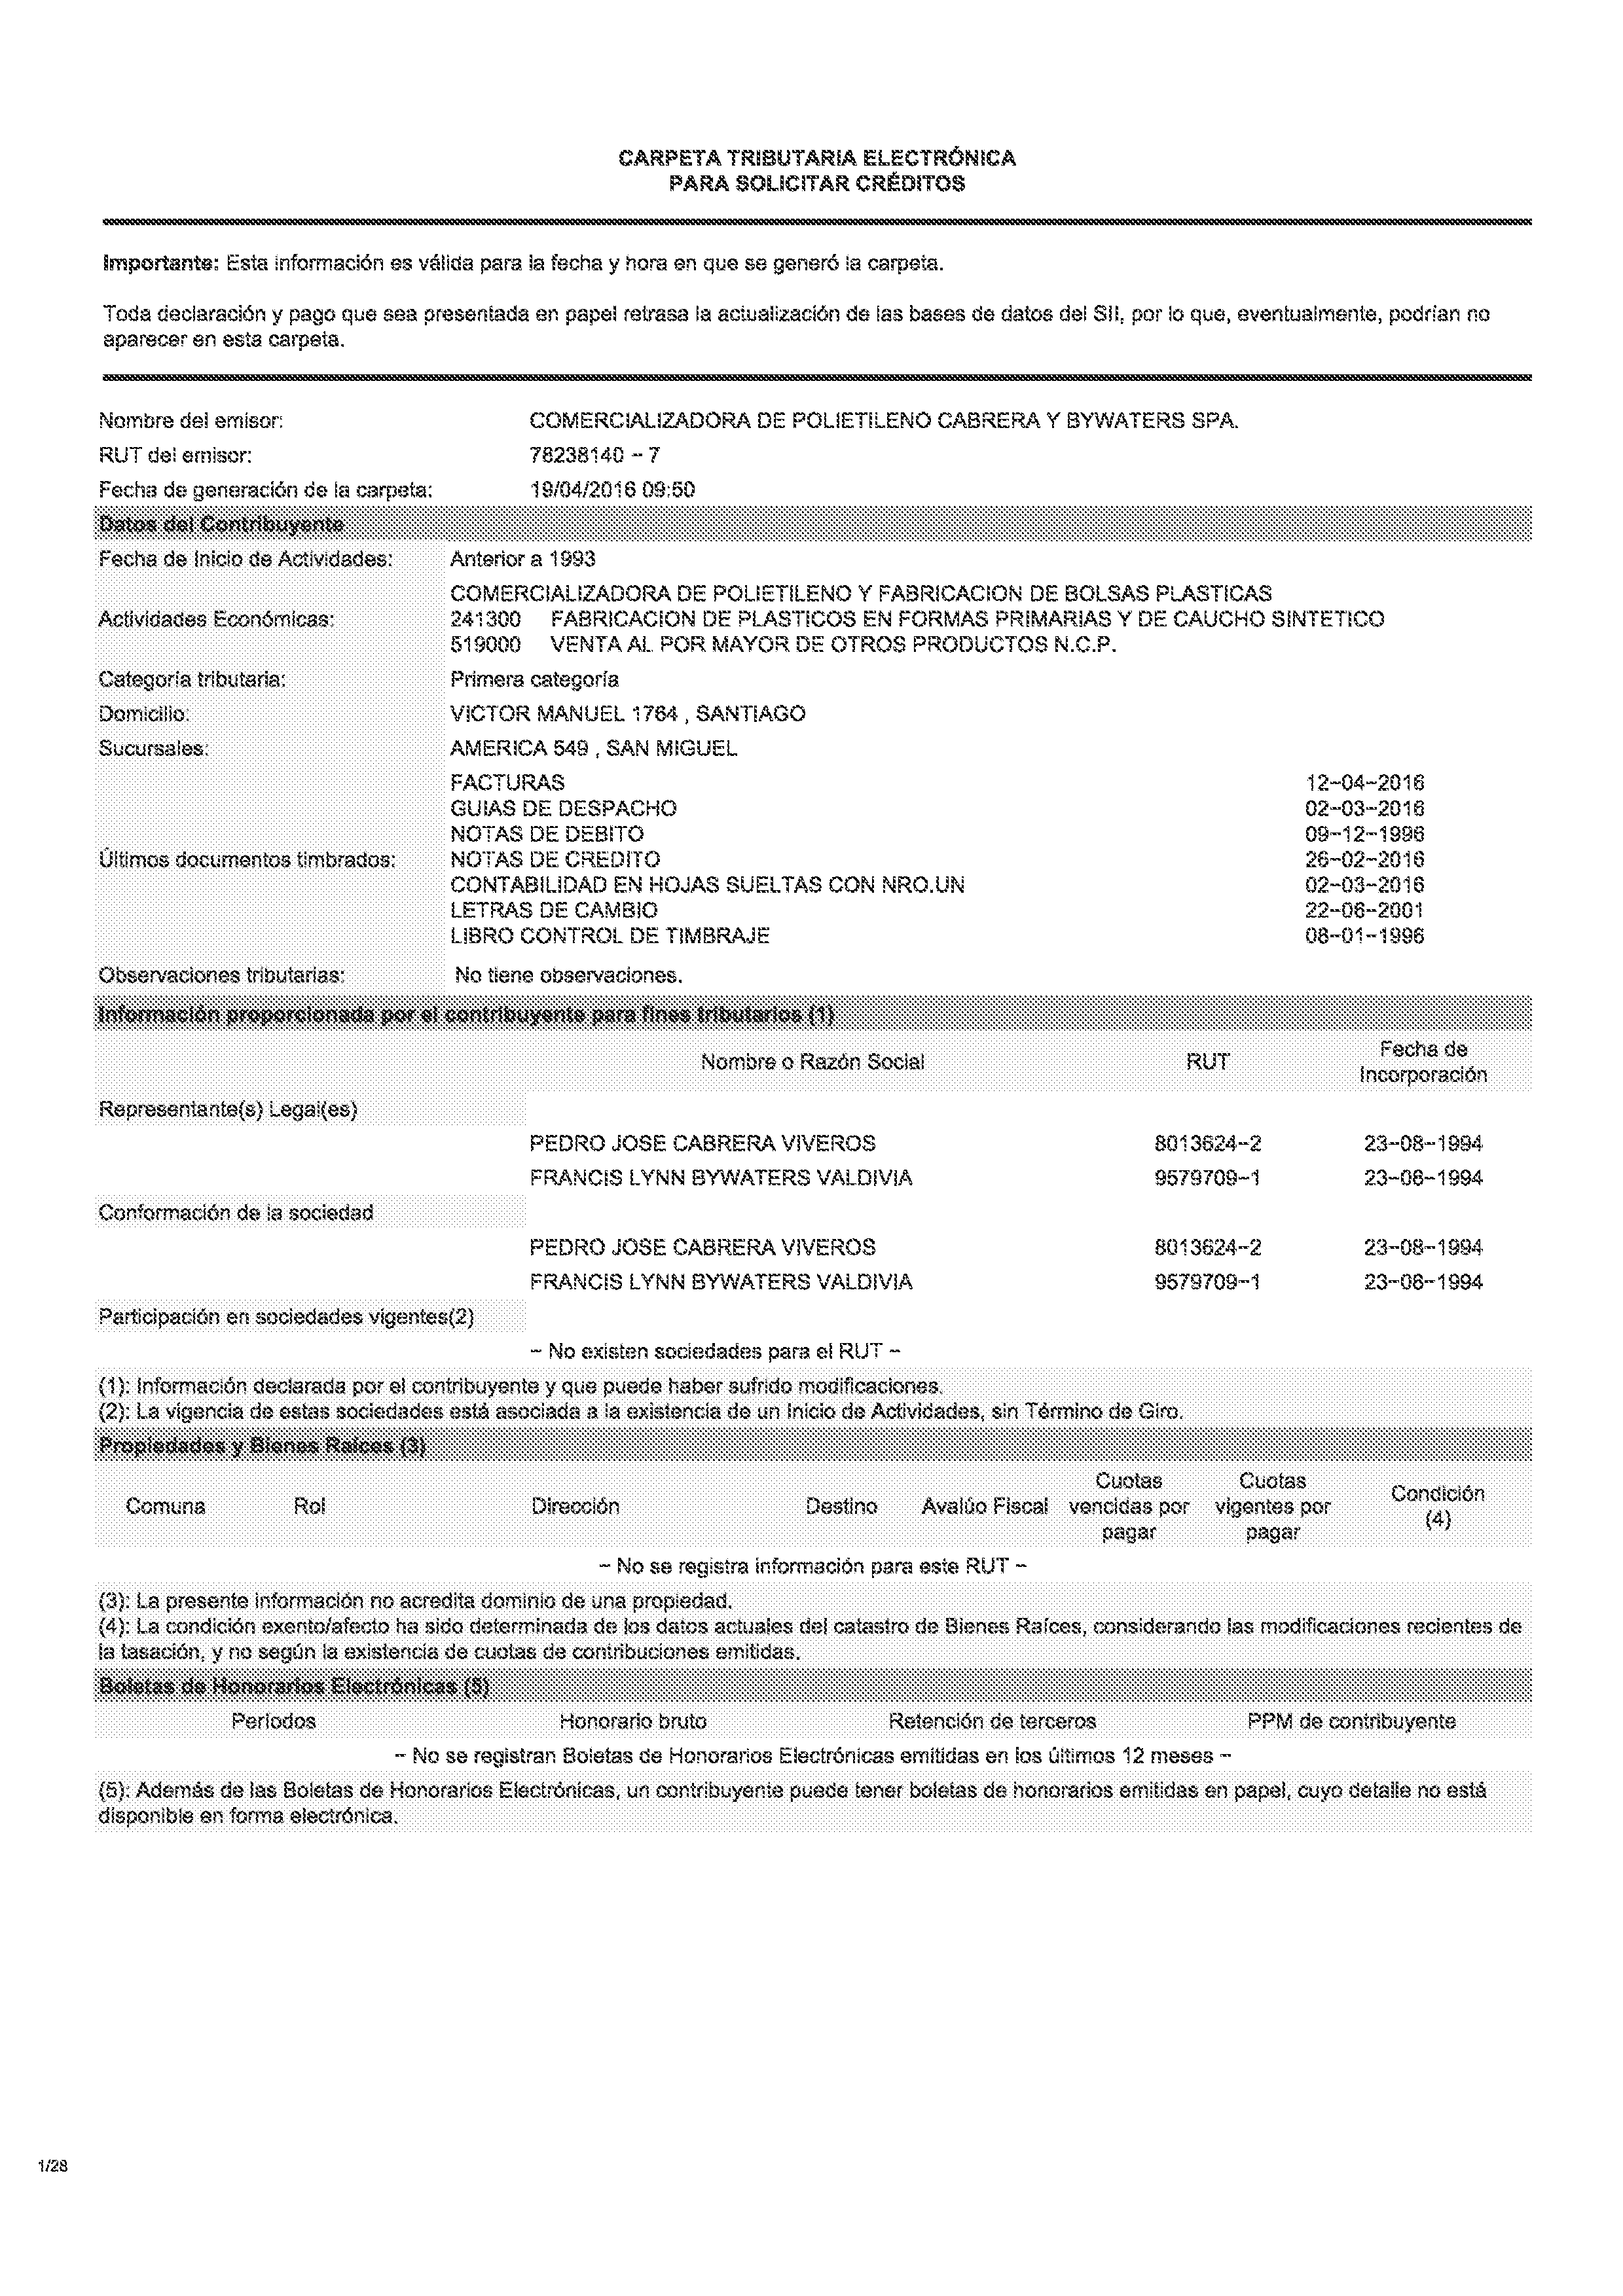 CARPETA TRIBUTARIA ELECTRÓNICA
PARA SOLICITAR CRÉDITOS
Importante: Esta información es válida para la fecha y hora en que se generó la carpeta.
Toda declaración y pago que sea presentada en papel retrasa la actualización de las bases de datos del SII, por lo que, eventualmente, podrían no
aparecer en esta carpeta.
Nombre del emisor: COMERCIALIZADORA DE POLIETILENO CABRERA Y BYWATERS SPA.
RUT del emisor: 78238140 – 7
Fecha de generación de la carpeta: 19/04/2016 09:50
Datos del Contribuyente
Fecha de Inicio de Actividades: Anterior a 1993
COMERCIALIZADORA DE POLIETILENO Y FABRICACION DE BOLSAS PLASTICAS
Actividades Económicas: 241300 FABRICACION DE PLASTICOS EN FORMAS PRIMARIAS Y DE CAUCHO SINTETICO
519000 VENTA AL POR MAYOR DE OTROS PRODUCTOS N.C.P.
Categoría tributaria: Primera categoría
Domicilio: VICTOR MANUEL 1764 , SANTIAGO
Sucursales: AMERICA 549 , SAN MIGUEL
FACTURAS 12–04–2016
GUIAS DE DESPACHO 02–03–2016
NOTAS DE DEBITO 09–12–1996
Últimos documentos timbrados: NOTAS DE CREDITO 26–02–2016
CONTABILIDAD EN HOJAS SUELTAS CON NRO.UN 02–03–2016
LETRAS DE CAMBIO 22–06–2001
LIBRO CONTROL DE TIMBRAJE 08–01–1996
Observaciones tributarias: No tiene observaciones.
Información proporcionada por el contribuyente para fines tributarios (1)
Nombre o Razón Social RUT Fecha de
Incorporación
Representante(s) Legal(es)
PEDRO JOSE CABRERA VIVEROS 8013624–2 23–08–1994
FRANCIS LYNN BYWATERS VALDIVIA 9579709–1 23–08–1994
Conformación de la sociedad
PEDRO JOSE CABRERA VIVEROS 8013624–2 23–08–1994
FRANCIS LYNN BYWATERS VALDIVIA 9579709–1 23–08–1994
Participación en sociedades vigentes(2)
– No existen sociedades para el RUT –
(1): Información declarada por el contribuyente y que puede haber sufrido modificaciones.
(2): La vigencia de estas sociedades está asociada a la existencia de un Inicio de Actividades, sin Término de Giro.
Propiedades y Bienes Raíces (3)
Comuna Rol Dirección Destino Avalúo Fiscal Cuotas vencidas por pagar Cuotas vigentes por pagar Condición (4)
– No se registra información para este RUT –
(3): La presente información no acredita dominio de una propiedad.
(4): La condición exento/afecto ha sido determinada de los datos actuales del catastro de Bienes Raíces, considerando las modificaciones recientes de
la tasación, y no según la existencia de cuotas de contribuciones emitidas.
Boletas de Honorarios Electrónicas (5)
Períodos Honorario bruto Retención de terceros PPM de contribuyente
– No se registran Boletas de Honorarios Electrónicas emitidas en los últimos 12 meses –
(5): Además de las Boletas de Honorarios Electrónicas, un contribuyente puede tener boletas de honorarios emitidas en papel, cuyo detalle no está
disponible en forma electrónica.
1/28